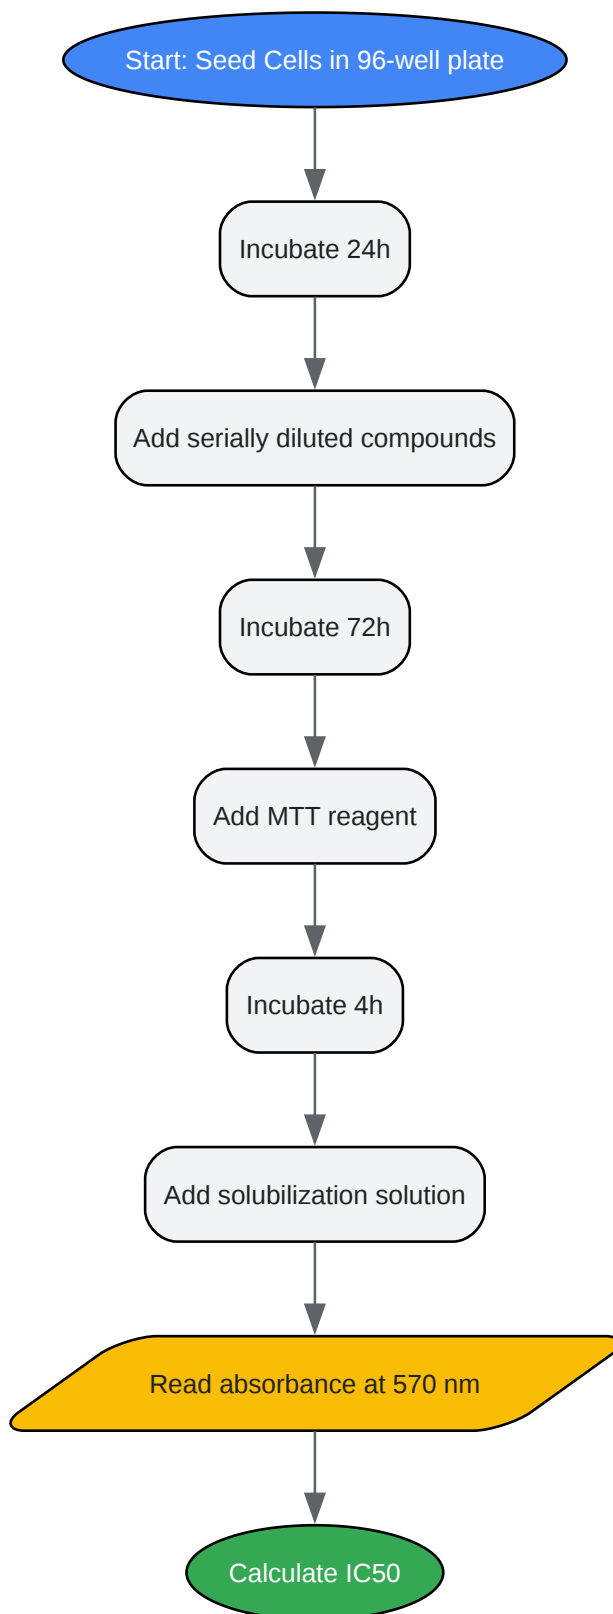 Start: Seed Cells in 96-well plate
Incubate 24h
Add serially diluted compounds
Incubate 72h
Add MTT reagent
Incubate 4h
Add solubilization solution
Read absorbance at 570 nm
Calculate IC50